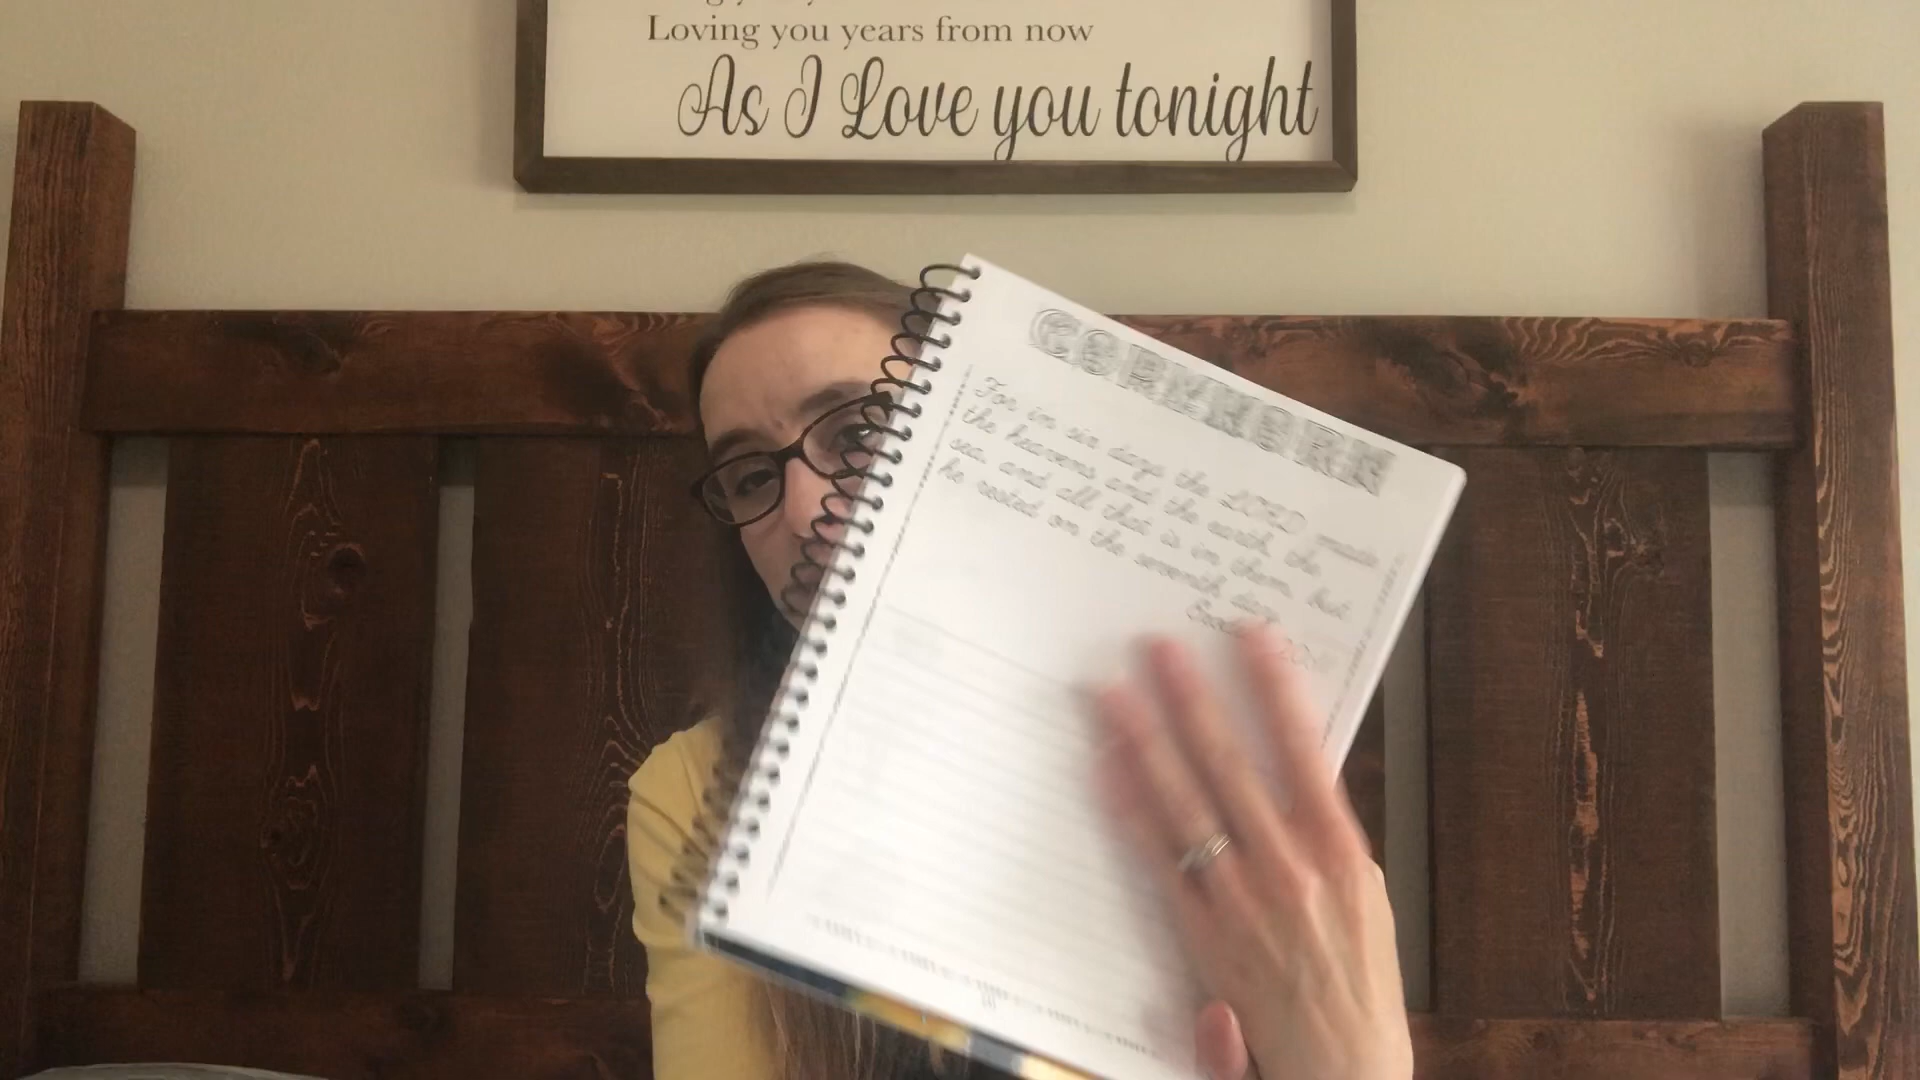 Loving you years from now
As I Love you tonight
COPYWORK
For in six days the LORD made
the heavens and the earth, the
sea, and all that is in them, but
he rested on the seventh day.